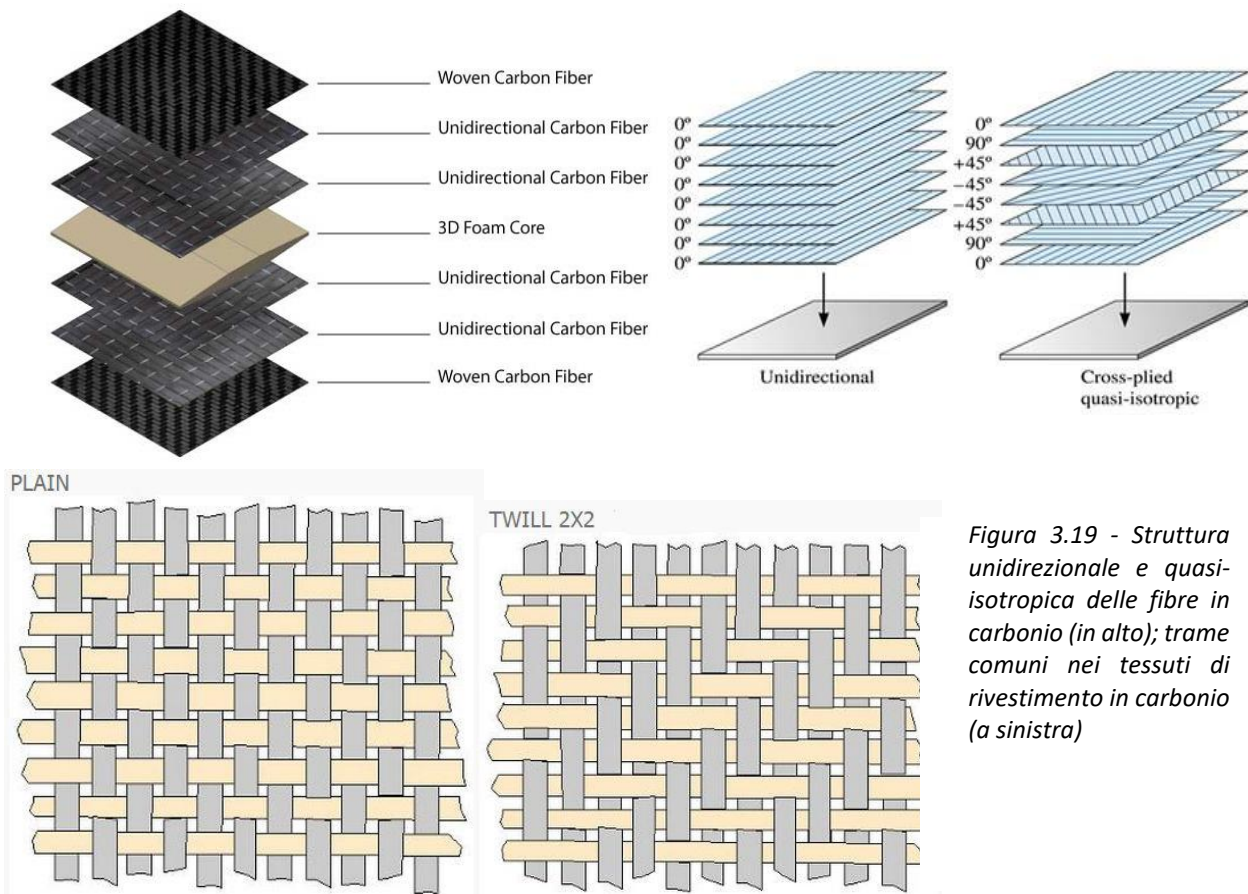 Woven Carbon Fiber
Unidirectional Carbon Fiber
Unidirectional Carbon Fiber
3D Foam Core
Unidirectional Carbon Fiber
Unidirectional Carbon Fiber
Woven Carbon Fiber
0°
0°
0°
0°
0°
0°
0°
0°
Unidirectional
0°
90°
+45°
−45°
−45°
+45°
90°
0°
Cross-plied
quasi-isotropic
PLAIN
TWILL 2X2
Figura 3.19 - Struttura
unidirezionale e quasi-
isotropica delle fibre in
carbonio (in alto); trame
comuni nei tessuti di
rivestimento in carbonio
(a sinistra)